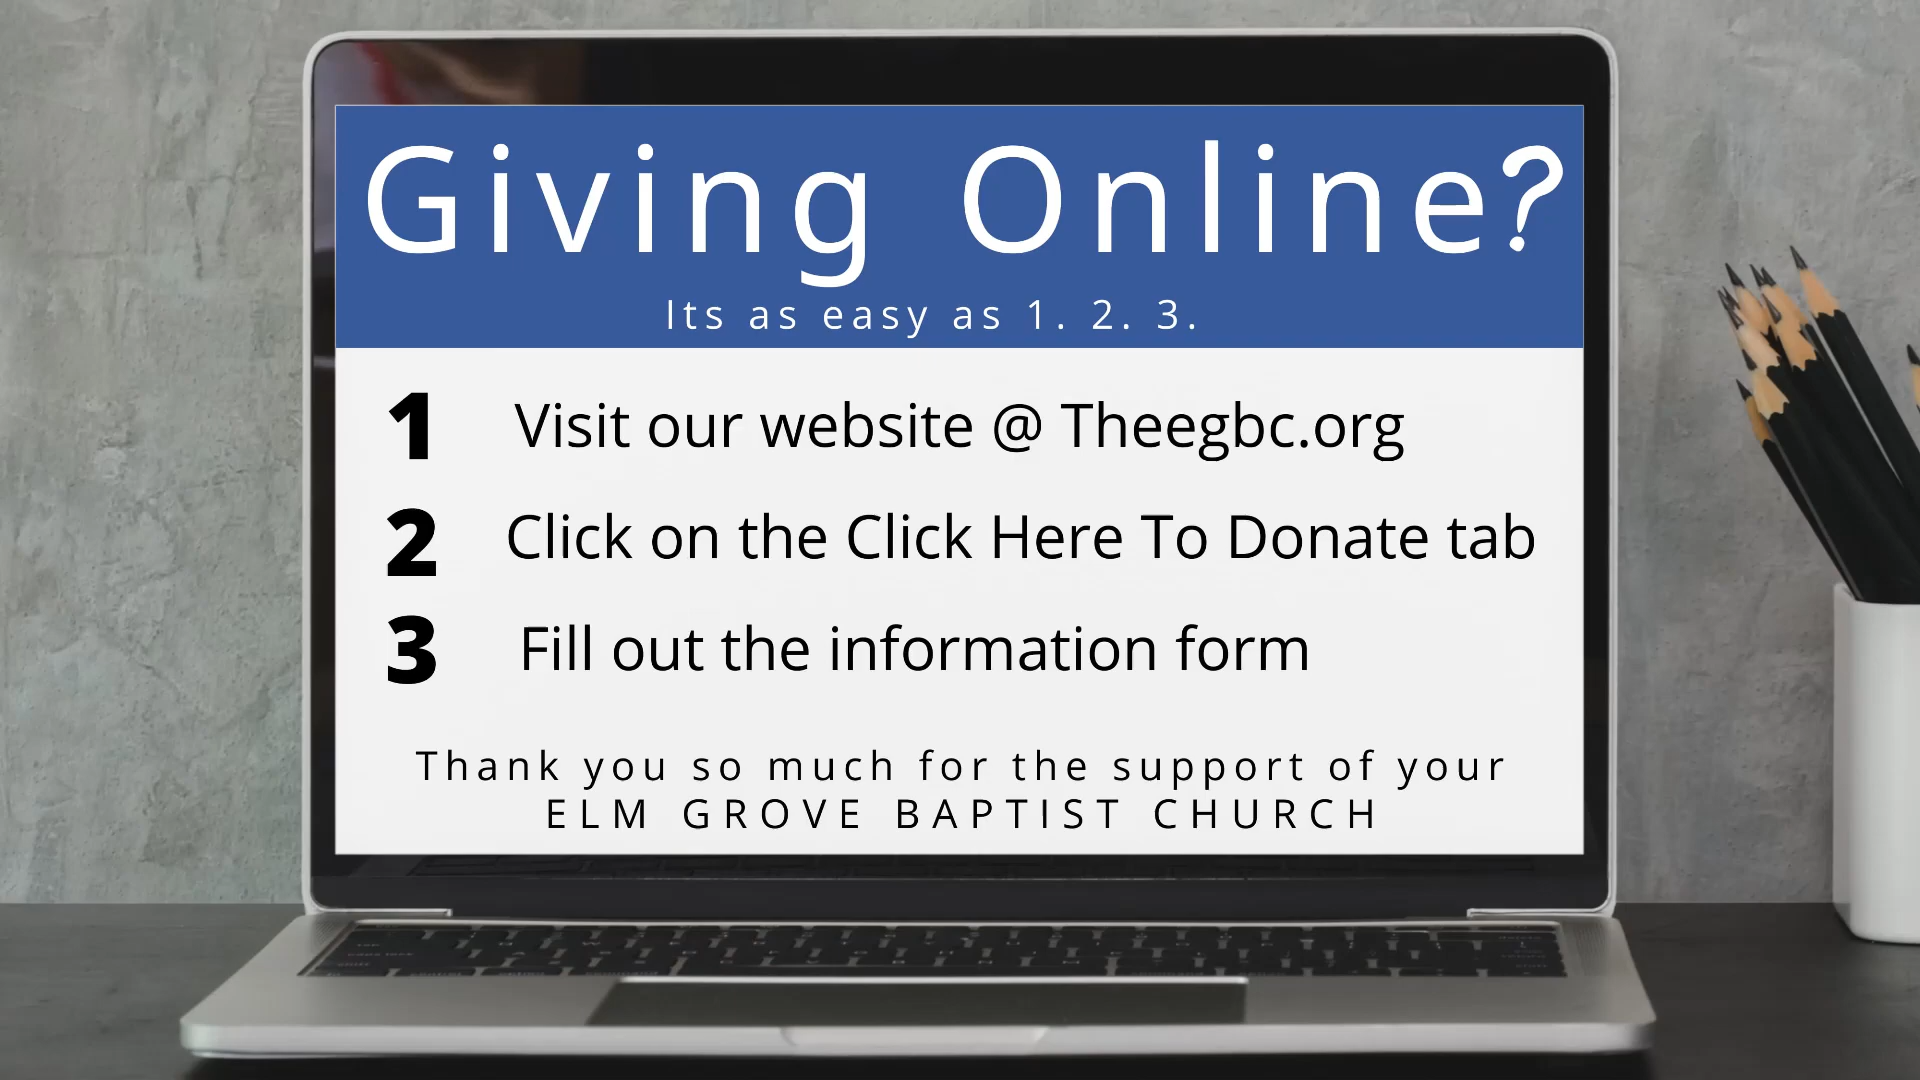 Giving Online?
Its as easy as 1. 2. 3.
1 Visit our website @ Theegbc.org
2 Click on the Click Here To Donate tab
3 Fill out the information form
Thank you so much for the support of your
ELM GROVE BAPTIST CHURCH